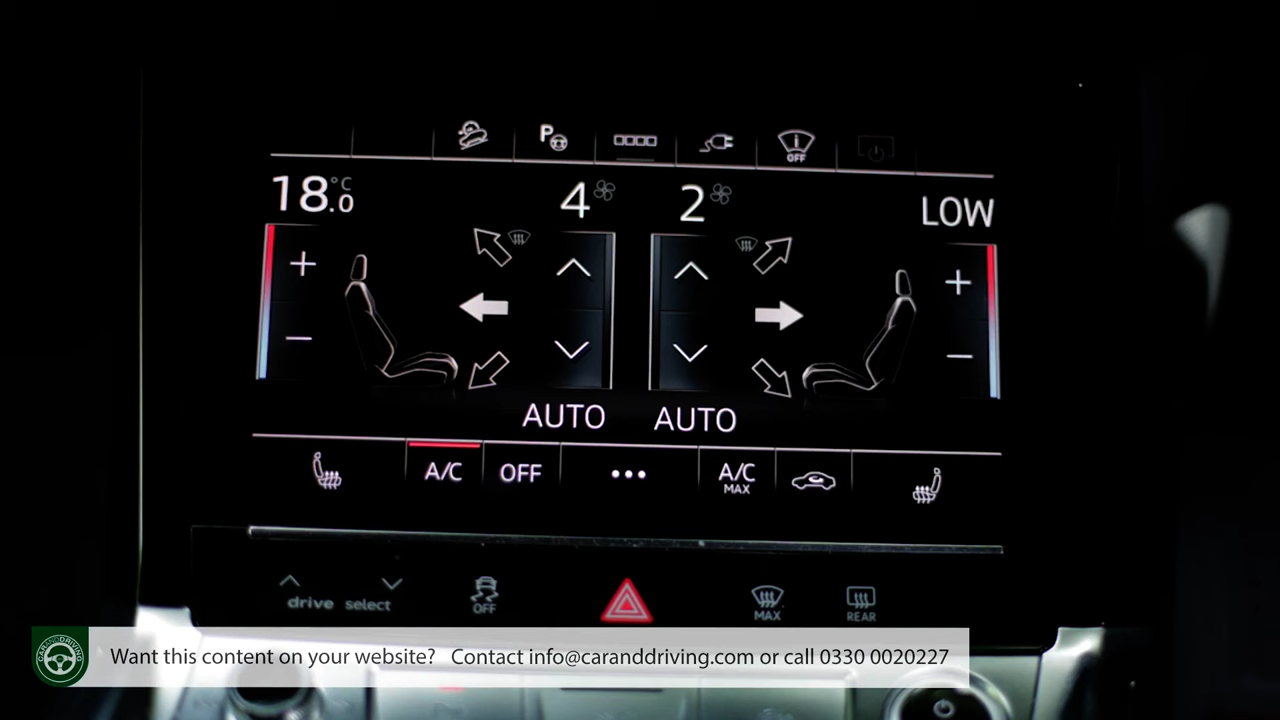 P
OFF
18.0 °C
4
2
LOW
AUTO AUTO
A/C OFF ••• A/C MAX
drive select
OFF
MAX
REAR
CARANDDRIVING
Want this content on your website? Contact info@caranddriving.com or call 0330 0020227